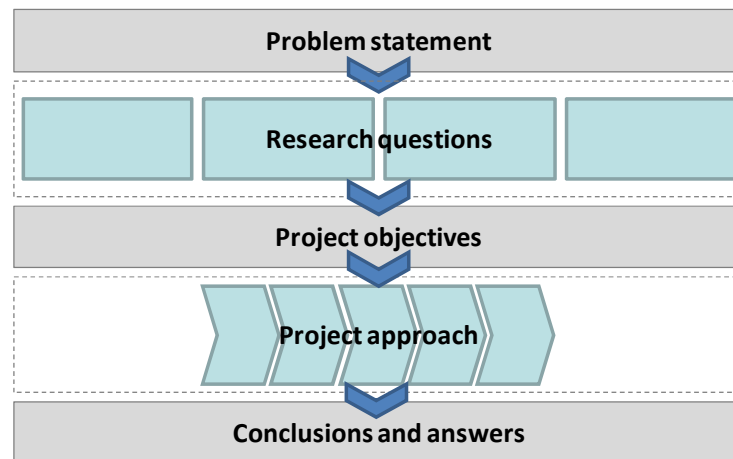 Problem statement
Research questions
Project objectives
Project approach
Conclusions and answers